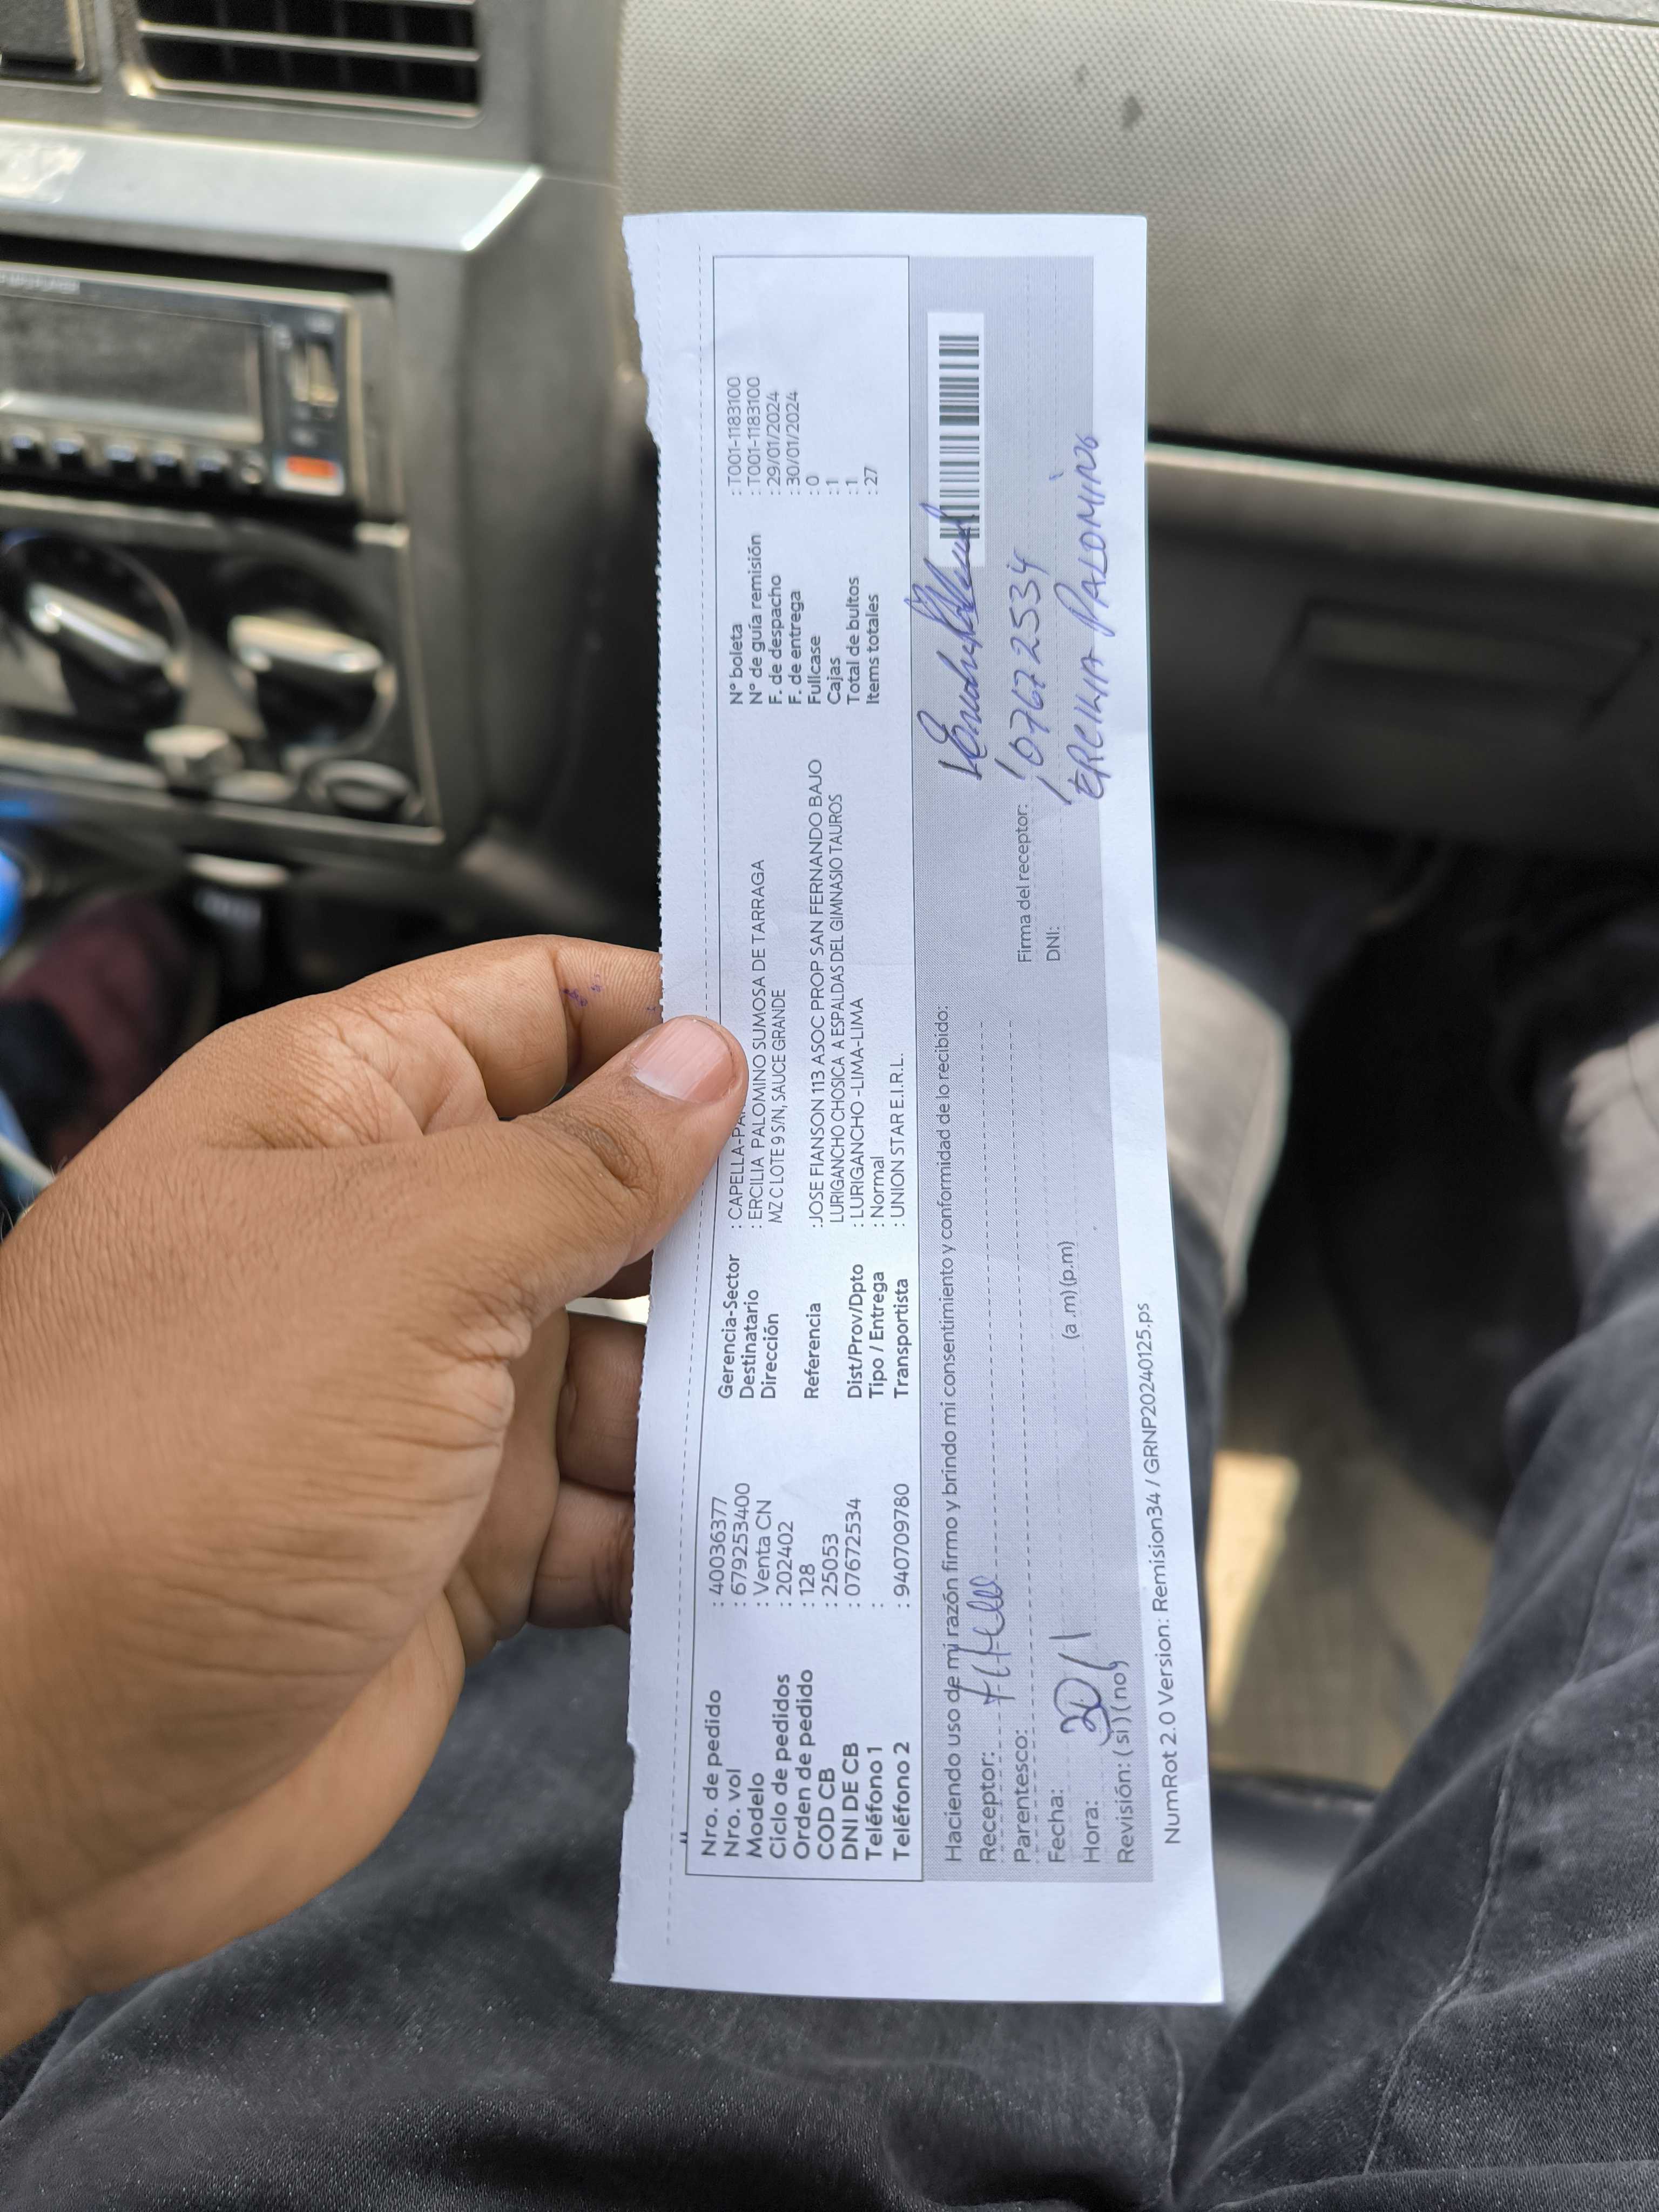 Nro. de pedido : 40036377
Nro. vol : 679253400
Modelo : Venta CN
Ciclo de pedidos : 202402
Orden de pedido : 128
COD CB : 25053
DNI DE CB : 07672534
Teléfono 1 :
Teléfono 2 : 940709780
Gerencia-Sector : CAPELLA-
Destinatario : ERCILIA PALOMINO SUMOSA DE TARRAGA
Dirección MZ C LOTE 9 S/N, SAUCE GRANDE
Referencia : JOSE FIANSON 113 ASOC PROP SAN FERNANDO BAJO
LURIGANCHO CHOSICA A ESPALDAS DEL GIMNASIO TAUROS
Dist/Prov/Dpto : LURIGANCHO -LIMA-LIMA
Tipo / Entrega : Normal
Transportista : UNION STAR E.I.R.L.
N° boleta : T001-1183100
N° de guía remisión : T001-1183100
F. de despacho : 29/01/2024
F. de entrega : 30/01/2024
Fullcase : 0
Cajas : 1
Total de bultos : 1
Items totales : 27
Haciendo uso de mi razón firmo y brindo mi consentimiento y conformidad de lo recibido:
Receptor:
Parentesco:
Fecha: 30/1
Hora: (a .m) (p.m)
Revisión: ( si ) ( no )
Firma del receptor:
DNI: 07672534
ERCILIA PALOMINO
NumRot 2.0 Version: Remision34 / GRNP20240125.ps